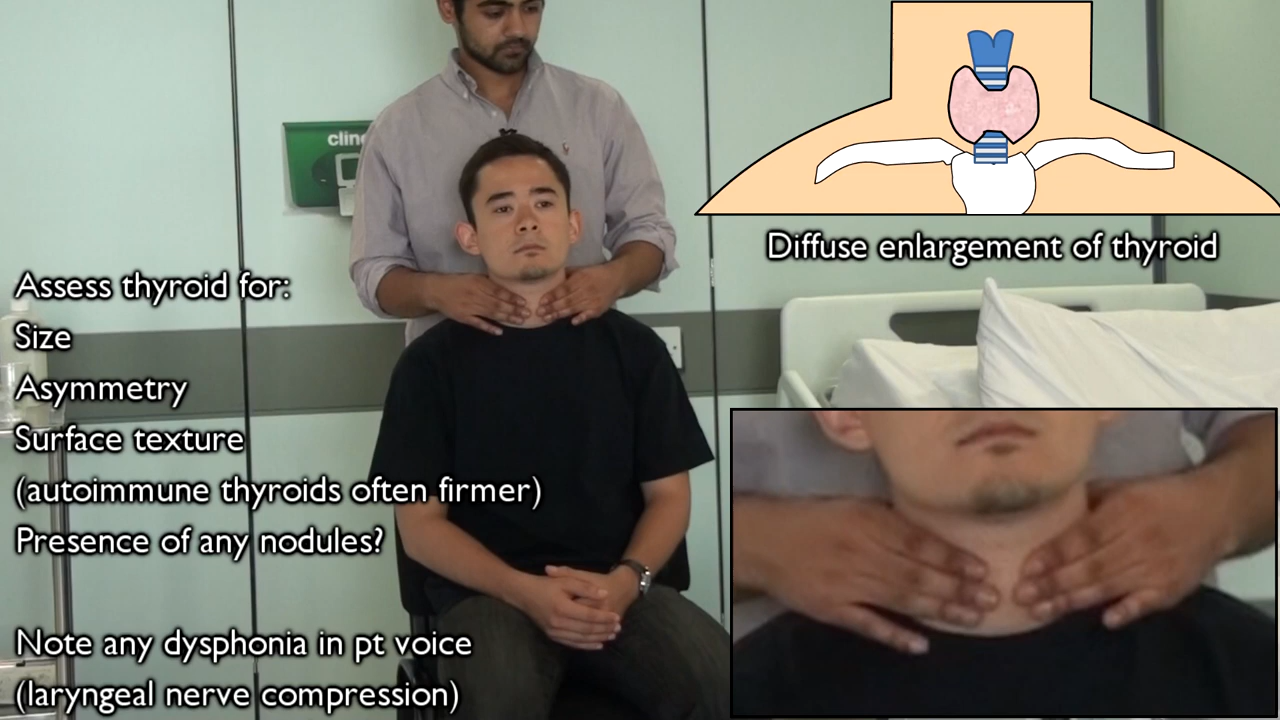 clinе
Diffuse enlargement of thyroid
Assess thyroid for:
Size
Asymmetry
Surface texture
(autoimmune thyroids often firmer)
Presence of any nodules?
Note any dysphonia in pt voice
(laryngeal nerve compression)